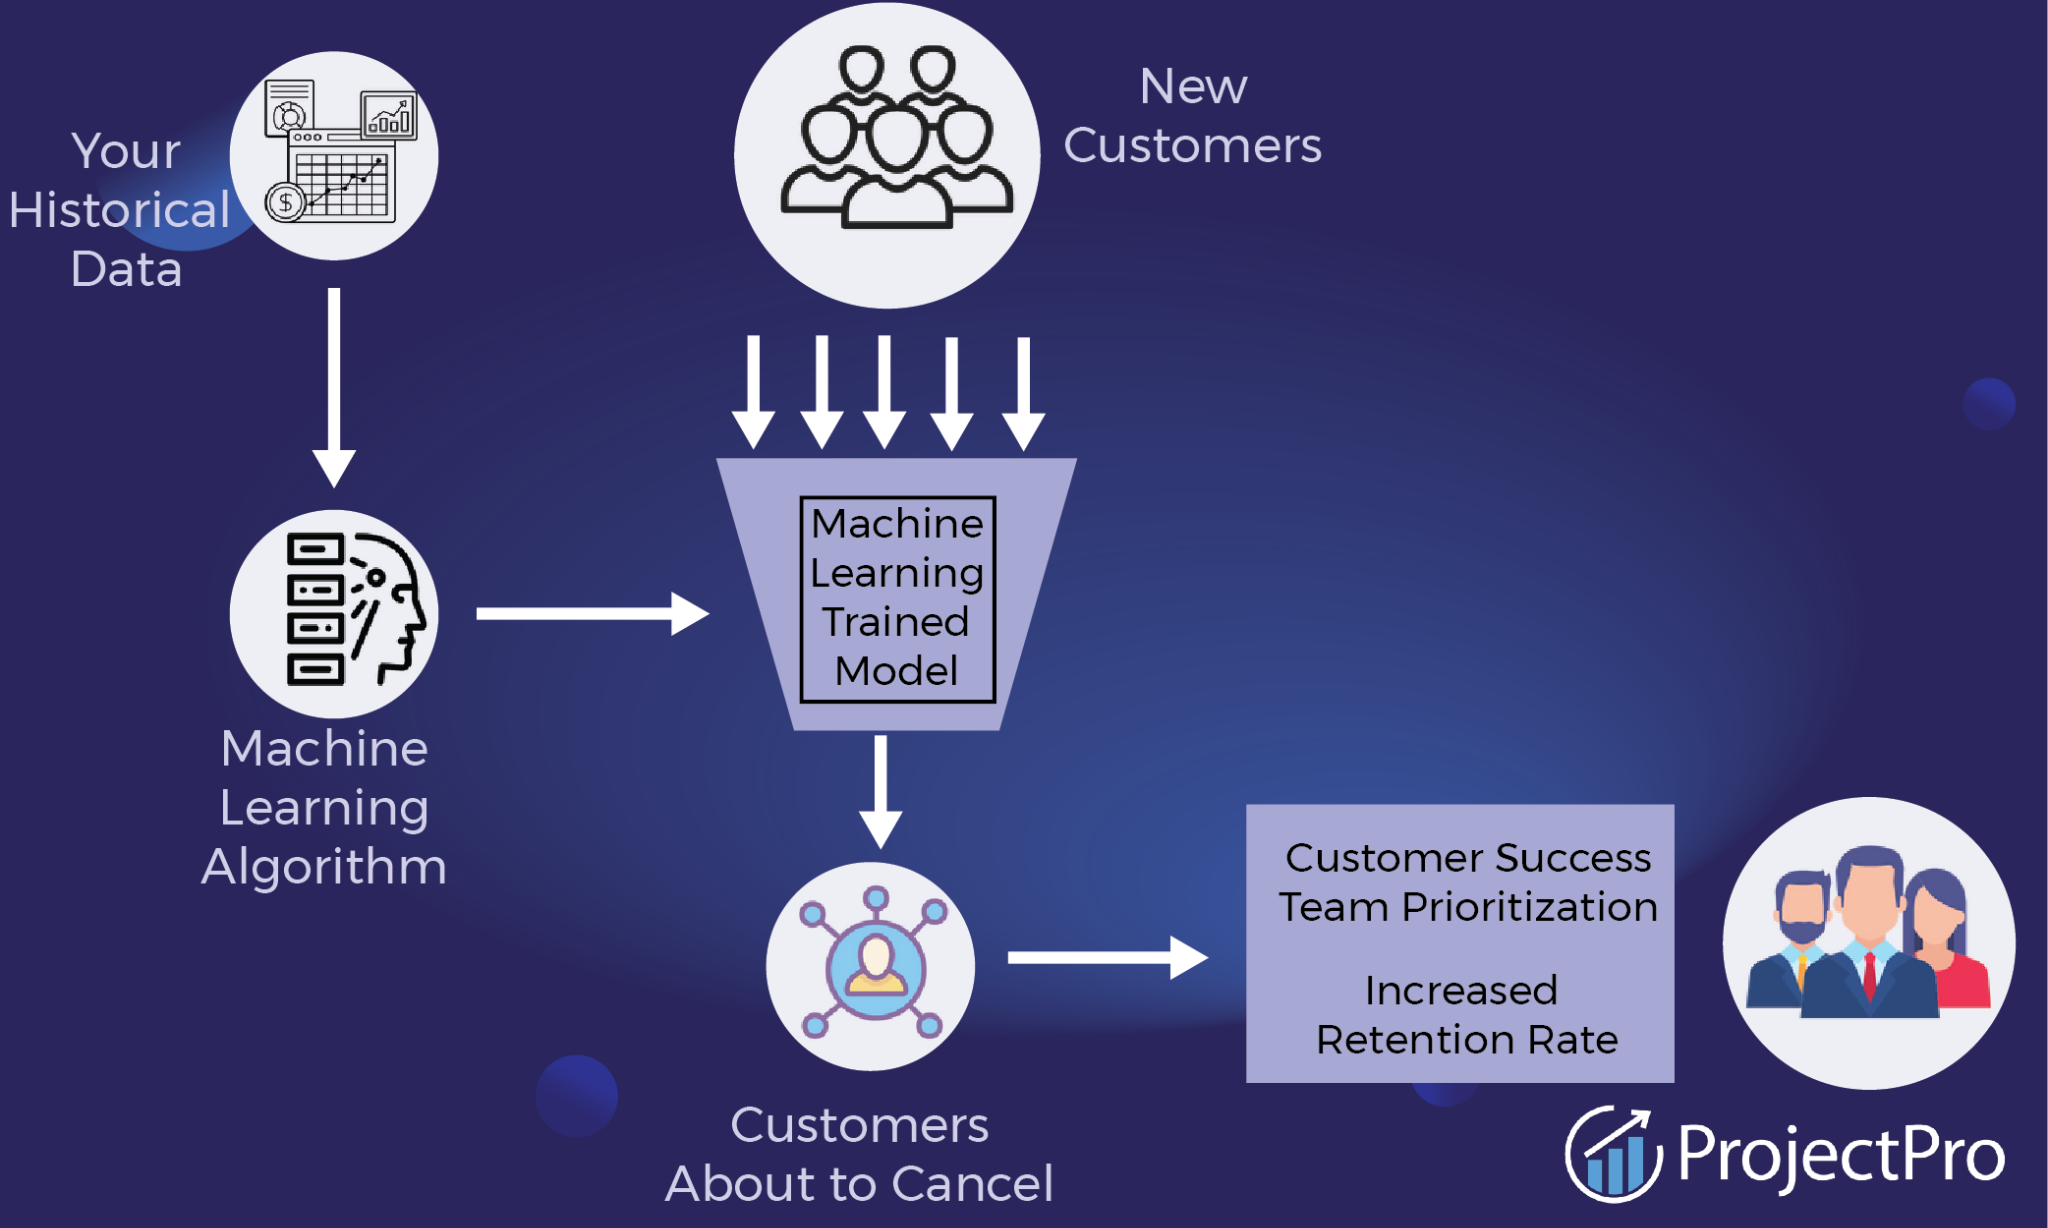 Your
Historical
Data
$
New
Customers
Machine
Learning
Algorithm
Machine
Learning
Trained
Model
Customers
About to Cancel
Customer Success
Team Prioritization
Increased
Retention Rate
ProjectPro